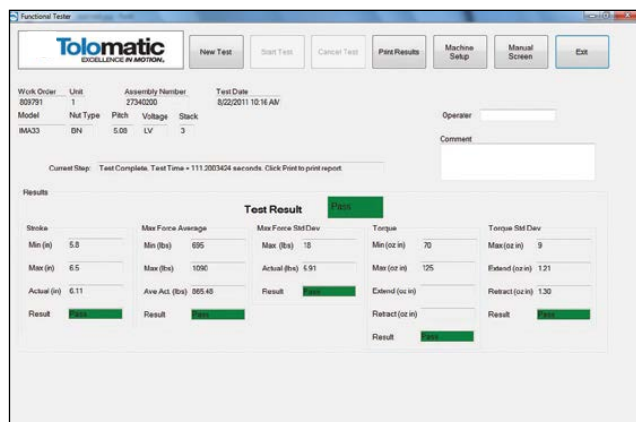 Functional Tester
Tolomatic
EXCELLENCE IN MOTION.
New Test
Start Test
Cancel Test
Print Results
Machine Setup
Manual Screen
Exit
Work Order Unit Assembly Number Test Date
809791 1 27340200 8/22/2011 10:16 AM
Model Nut Type Pitch Voltage Stack
IMA33 BN 5.08 LV 3
Operator
Comment
Current Step: Test Complete, Test Time = 111.2003424 seconds. Click Print to print report.
Results
Test Result Pass
Stroke
Min (in) 5.8
Max (in) 6.5
Actual (in) 6.11
Result Pass
Max Force Average
Min (lbs) 695
Max (lbs) 1090
Ave Act. (lbs) 865.48
Result Pass
Max Force Std Dev
Max (lbs) 18
Actual (lbs) 5.91
Result Pass
Torque
Min (oz in) 70
Max (oz in) 125
Extend (oz in)
Retract (oz in)
Result Pass
Torque Std Dev
Max (oz in) 9
Extend (oz in) 1.21
Retract (oz in) 1.30
Result Pass